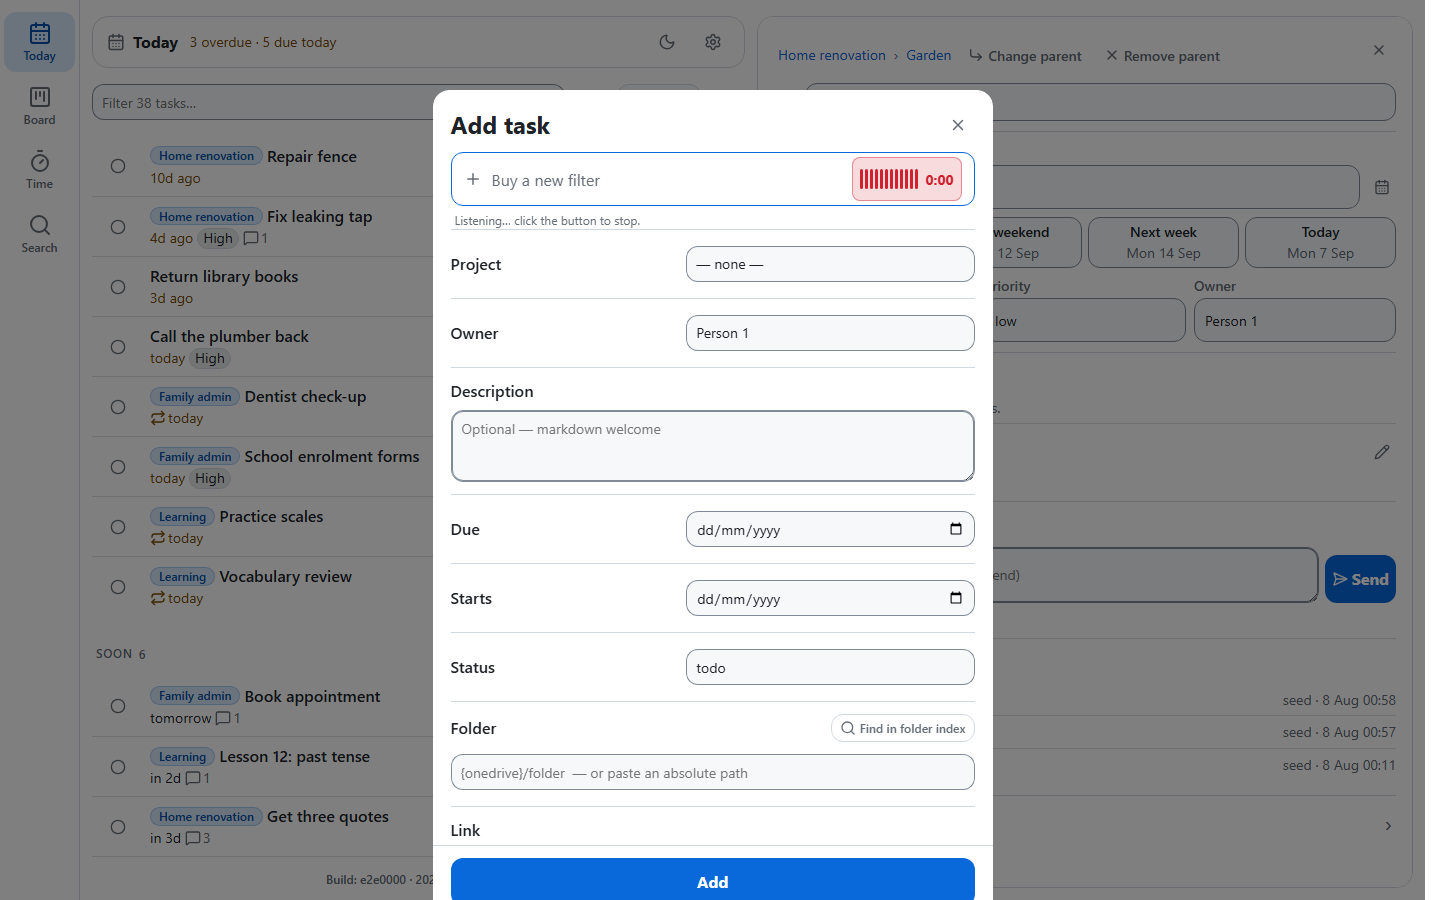 Today
Board
Time
Search
Today 3 overdue · 5 due today
Filter 38 tasks...
Home renovation Repair fence
10d ago
Home renovation Fix leaking tap
4d ago High 1
Return library books
3d ago
Call the plumber back
today High
Family admin Dentist check-up
today
Family admin School enrolment forms
today High
Learning Practice scales
today
Learning Vocabulary review
today
SOON 6
Family admin Book appointment
tomorrow 1
Learning Lesson 12: past tense
in 2d 1
Home renovation Get three quotes
in 3d 3
Build: e2e0000 · 202
Add task
Buy a new filter 0:00
Listening... click the button to stop.
Project — none —
Owner Person 1
Description
Optional — markdown welcome
Due dd/mm/yyyy
Starts dd/mm/yyyy
Status todo
Folder Find in folder index
{onedrive}/folder — or paste an absolute path
Link
Add
Home renovation › Garden Change parent Remove parent
weekend
12 Sep
Next week
Mon 14 Sep
Today
Mon 7 Sep
riority Owner
low Person 1
s.
end)
Send
seed · 8 Aug 00:58
seed · 8 Aug 00:57
seed · 8 Aug 00:11